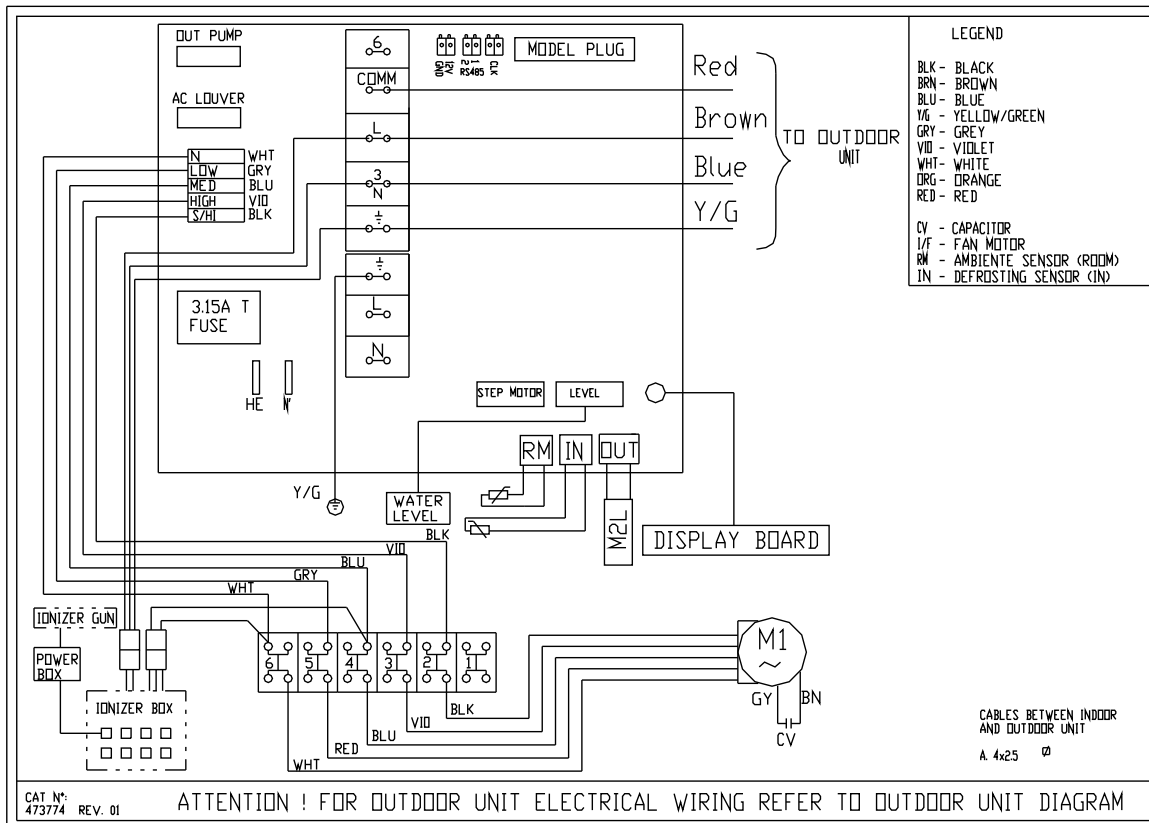 OUT PUMP
AC LOUVER
N WHT
LOW GRY
MED BLU
HIGH VIO
S/HI BLK
3.15A T
FUSE
HE N'
6
COMM
L
3
N
L
N
GND 12V
2 1
RS485
CLK
MODEL PLUG
Red
Brown
Blue
Y/G
TO OUTDOOR
UNIT
LEGEND
BLK - BLACK
BRN - BROWN
BLU - BLUE
Y/G - YELLOW/GREEN
GRY - GREY
VIO - VIOLET
WHT - WHITE
ORG - ORANGE
RED - RED
CV - CAPACITOR
I/F - FAN MOTOR
RM - AMBIENTE SENSOR (ROOM)
IN - DEFROSTING SENSOR (IN)
STEP MOTOR
LEVEL
RM
IN
OUT
Y/G
WATER
LEVEL
M2L
DISPLAY BOARD
BLK
VIO
BLU
GRY
WHT
IONIZER GUN
POWER
BOX
IONIZER BOX
6 5 4 3 2 1
BLK
VIO
BLU
RED
WHT
M1
~
GY BN
CV
CABLES BETWEEN INDOOR
AND OUTDOOR UNIT
A. 4x2.5 Ø
CAT N°:
473774 REV. 01
ATTENTION ! FOR OUTDOOR UNIT ELECTRICAL WIRING REFER TO OUTDOOR UNIT DIAGRAM